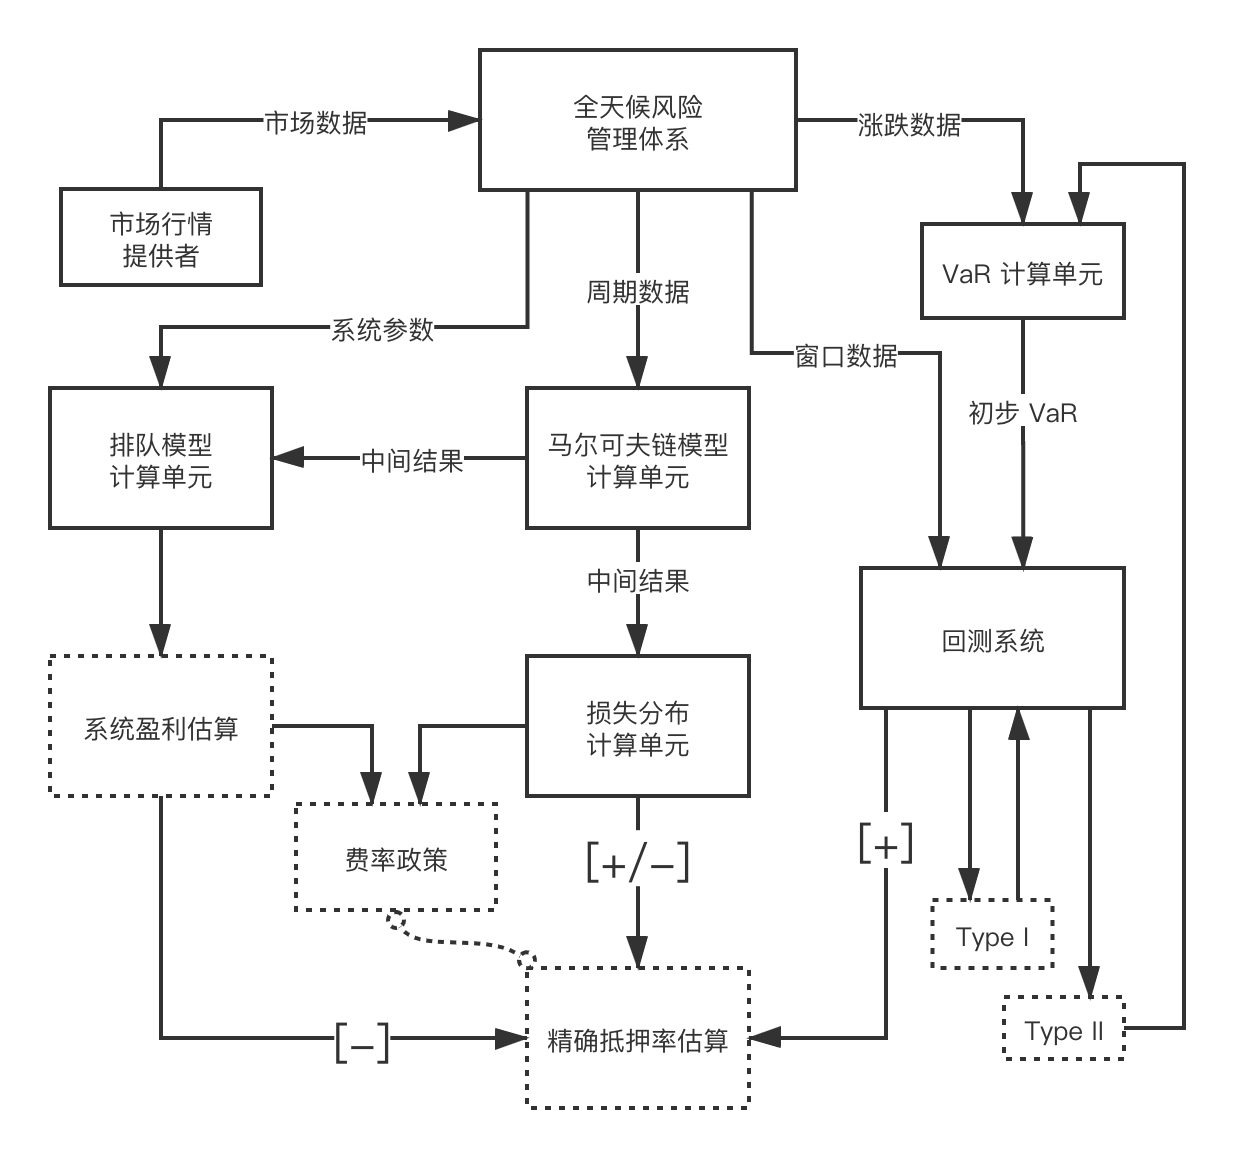 全天候风险
管理体系
市场数据
涨跌数据
市场行情
提供者
VaR 计算单元
周期数据
系统参数
窗口数据
初步 VaR
排队模型
计算单元
中间结果
马尔可夫链模型
计算单元
中间结果
回测系统
系统盈利估算
损失分布
计算单元
费率政策
[+/-]
[+]
Type I
[-]
精确抵押率估算
Type II